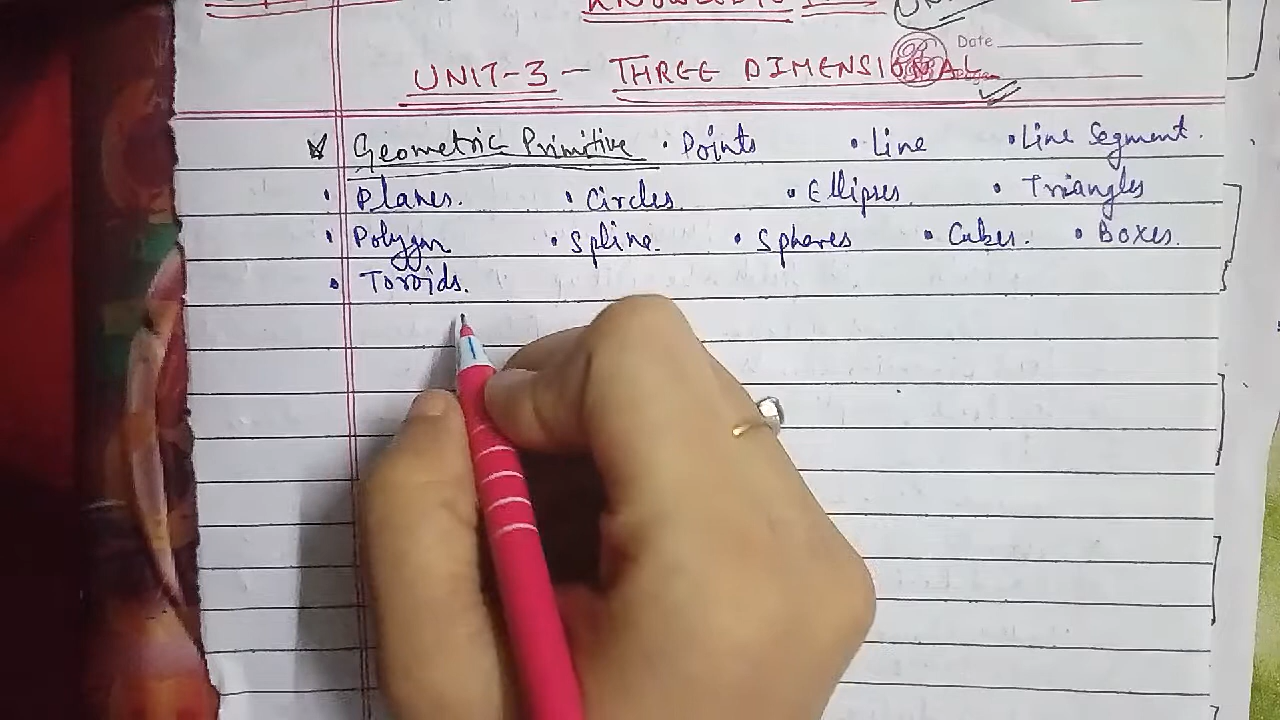 Date
UNIT-3 - THREE DIMENSIONAL
Geometric Primitive • Points • Line • Line Segment.
• Planes. • Circles. • Ellipses. • Triangles
• Polygon • Spline. • Spheres • Cubes. • Boxes.
• Toroids.